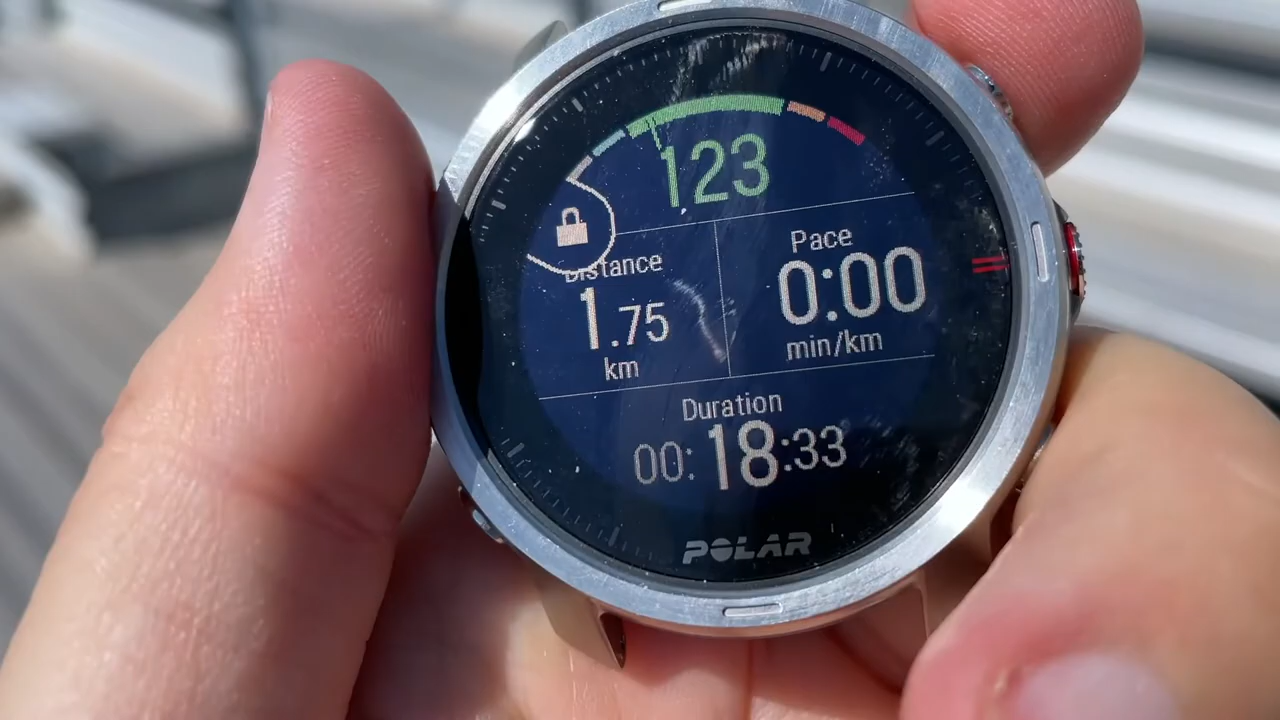 123
Distance
1.75
km
Pace
0:00
min/km
Duration
00:18:33
POLAR